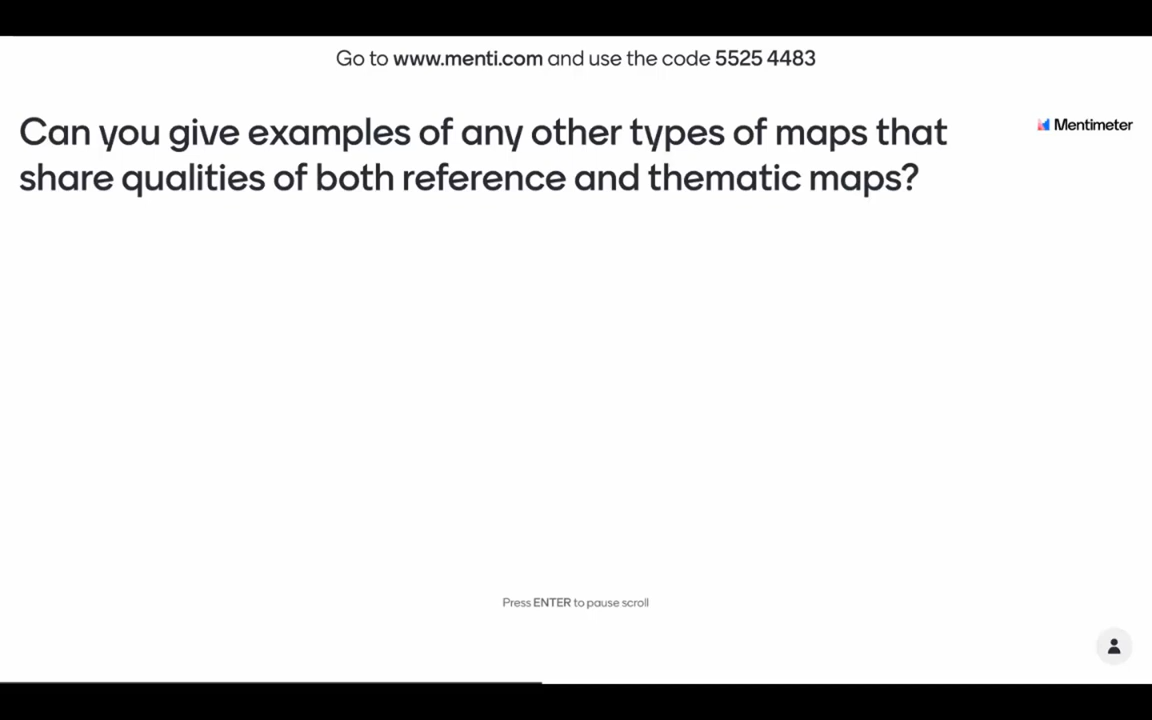 Go to www.menti.com and use the code 5525 4483
Can you give examples of any other types of maps that
share qualities of both reference and thematic maps?
Mentimeter
Press ENTER to pause scroll